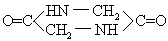 HN—CH₂
O=C C=O
CH₂—NH